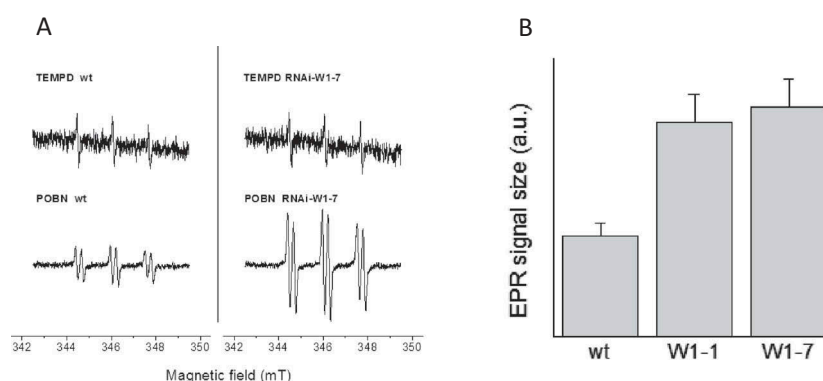 A
B
TEMPD wt
TEMPD RNAi-W1-7
POBN wt
POBN RNAi-W1-7
342 344 346 348 350 342 344 346 348 350
Magnetic field (mT)
EPR signal size (a.u.)
wt W1-1 W1-7